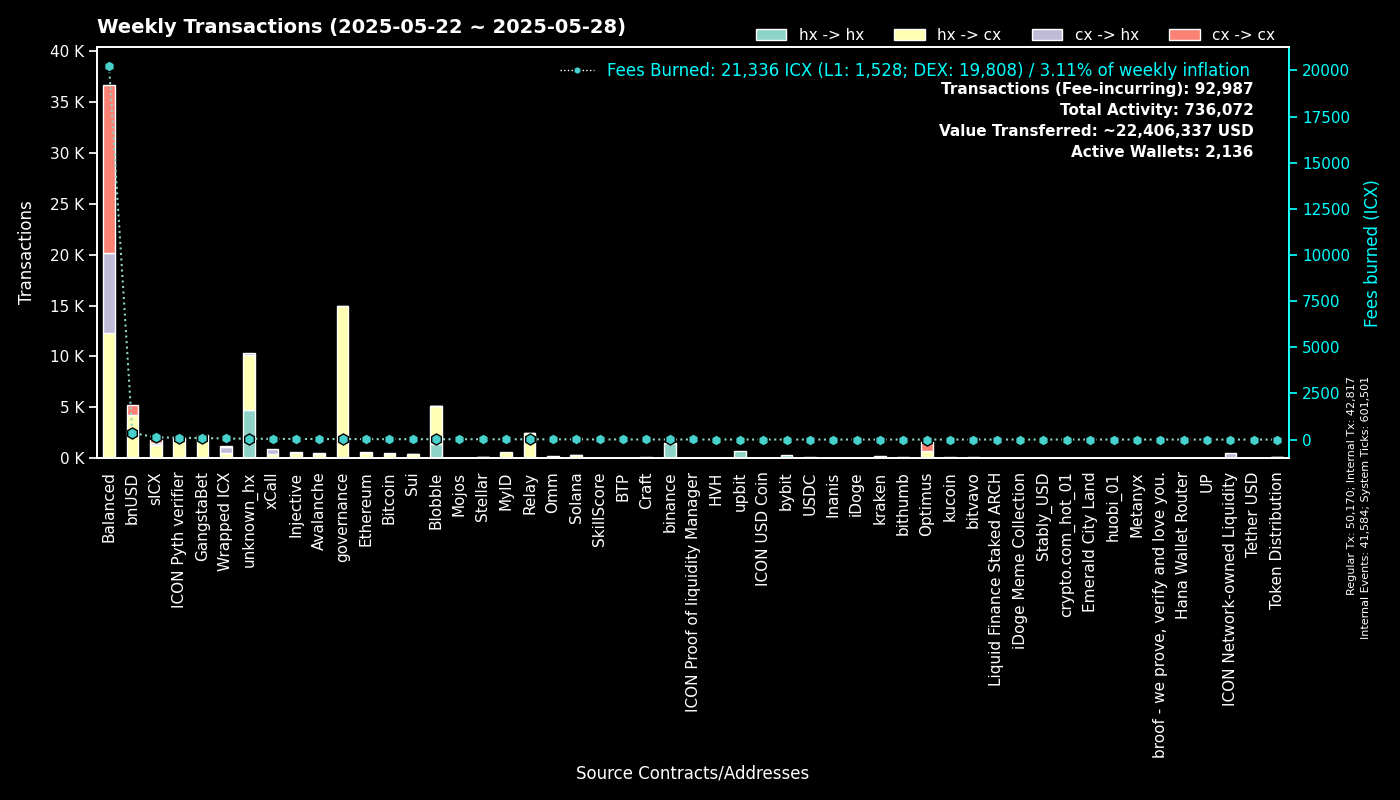 Weekly Transactions (2025-05-22 ~ 2025-05-28)
hx -> hx
hx -> cx
cx -> hx
cx -> cx
Fees Burned: 21,336 ICX (L1: 1,528; DEX: 19,808) / 3.11% of weekly inflation
Transactions (Fee-incurring): 92,987
Total Activity: 736,072
Value Transferred: ~22,406,337 USD
Active Wallets: 2,136
Transactions
40 K
35 K
30 K
25 K
20 K
15 K
10 K
5 K
0 K
20000
17500
15000
12500
10000
7500
5000
2500
0
Fees burned (ICX)
Regular Tx: 50,170; Internal Tx: 42,817
Internal Events: 41,584; System Ticks: 601,501
Balanced
bnUSD
sICX
ICON Pyth verifier
GangstaBet
Wrapped ICX
unknown_hx
xCall
Injective
Avalanche
governance
Ethereum
Bitcoin
Sui
Blobble
Mojos
Stellar
MyID
Relay
Omm
Solana
SkillScore
BTP
Craft
binance
ICON Proof of liquidity Manager
HVH
upbit
ICON USD Coin
bybit
USDC
Inanis
iDoge
kraken
bithumb
Optimus
kucoin
bitvavo
Liquid Finance Staked ARCH
iDoge Meme Collection
Stably_USD
crypto.com_hot_01
Emerald City Land
huobi_01
Metanyx
broof - we prove, verify and love you.
Hana Wallet Router
UP
ICON Network-owned Liquidity
Tether USD
Token Distribution
Source Contracts/Addresses